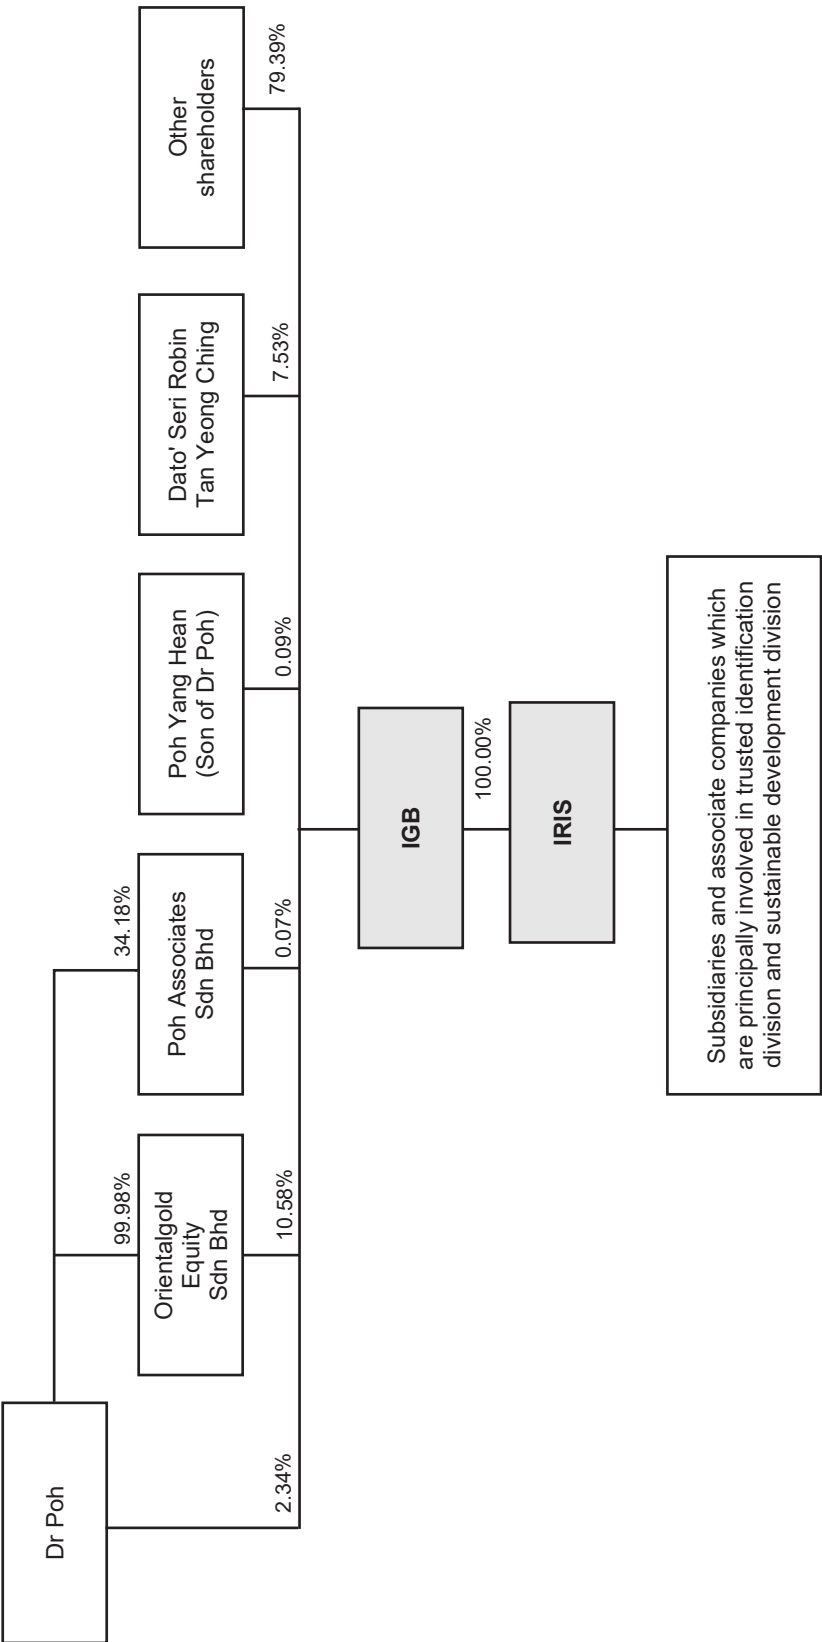 Dr Poh
99.98%
34.18%
Orientalgold
Equity
Sdn Bhd
Poh Associates
Sdn Bhd
Poh Yang Hean
(Son of Dr Poh)
Dato' Seri Robin
Tan Yeong Ching
Other
shareholders
2.34%
10.58%
0.07%
0.09%
7.53%
79.39%
IGB
100.00%
IRIS
Subsidiaries and associate companies which
are principally involved in trusted identification
division and sustainable development division